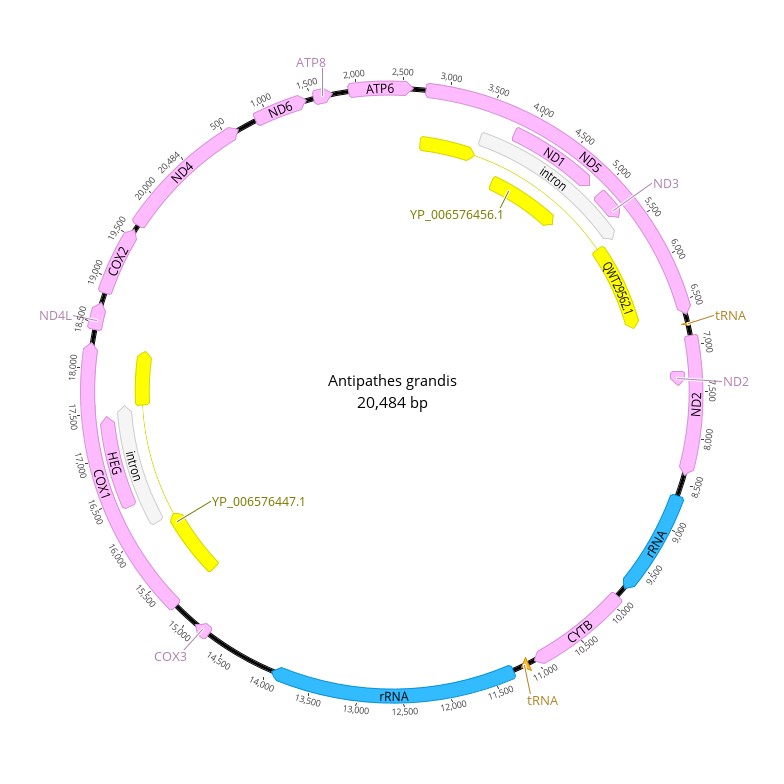 ATP8
ATP6
ND6
ND4
COX2
ND4L
COX1
HEG
intron
YP_006576447.1
COX3
rRNA
tRNA
CYTB
rRNA
ND2
ND2
tRNA
ND5
ND1
intron
ND3
YP_006576456.1
QWT29562.1
Antipathes grandis
20,484 bp
500
1,000
1,500
2,000
2,500
3,000
3,500
4,000
4,500
5,000
5,500
6,000
6,500
7,000
7,500
8,000
8,500
9,000
9,500
10,000
10,500
11,000
11,500
12,000
12,500
13,000
13,500
14,000
14,500
15,000
15,500
16,000
16,500
17,000
17,500
18,000
18,500
19,000
19,500
20,000
20,484